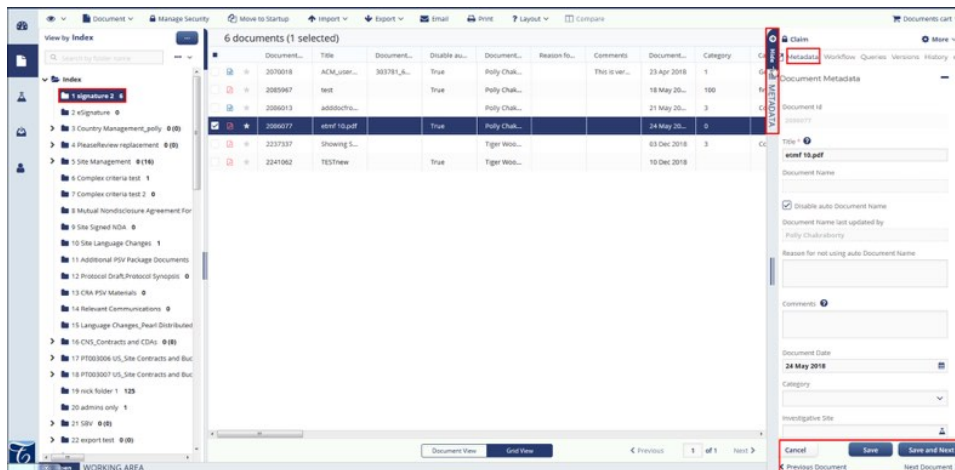 Document
Manage Security
Move to Startup
Import
Export
Email
Print
? Layout
Compare
Documents cart
View by Index
...
Search by folder name
Index
1 signature 2 6
2 eSignature 0
3 Country Management_polly 0 (0)
4 PleaseReview replacement 0 (0)
5 Site Management 0 (16)
6 Complex criteria test 1
7 Complex criteria test 2 0
8 Mutual Nondisclosure Agreement For
9 Site Signed NDA 0
10 Site Language Changes 1
11 Additional PSV Package Documents
12 Protocol Draft,Protocol Synopsis 0
13 CRA PSV Materials 0
14 Relevant Communications 0
15 Language Changes_Pearl Distributed
16 CNS_Contracts and CDAs 0 (0)
17 PT003006 US_Site Contracts and Buc
18 PT003007 US_Site Contracts and Buc
19 nick folder 1 125
20 admins only 1
21 SBV 0 (0)
22 export test 0 (0)
WORKING AREA
6 documents (1 selected)
Document... Title Document... Disable au... Document... Reason fo... Comments Document... Category Ca
2070018 ACM_user... 303781_6... True Polly Chak... This is ver... 23 Apr 2018 1
2085967 test True Polly Chak... 18 May 20... 100
2086013 adddocfro... Polly Chak... 21 May 20... 3 Co
2086077 etmf 10.pdf True Polly Chak... 24 May 20... 0
2237337 Showing S... Tiger Woo... 03 Dec 2018 3 Co
2241062 TESTnew True Tiger Woo... 10 Dec 2018
Document View
Grid View
Previous 1 of 1 Next
METADATA
Claim
More
Metadata Workflow Queries Versions History
Document Metadata
Document Id
2086077
Title *
etmf 10.pdf
Document Name
Disable auto Document Name
Document Name last updated by
Polly Chakraborty
Reason for not using auto Document Name
Comments
Document Date
24 May 2018
Category
Investigative Site
Cancel
Save
Save and Next
Previous Document
Next Document